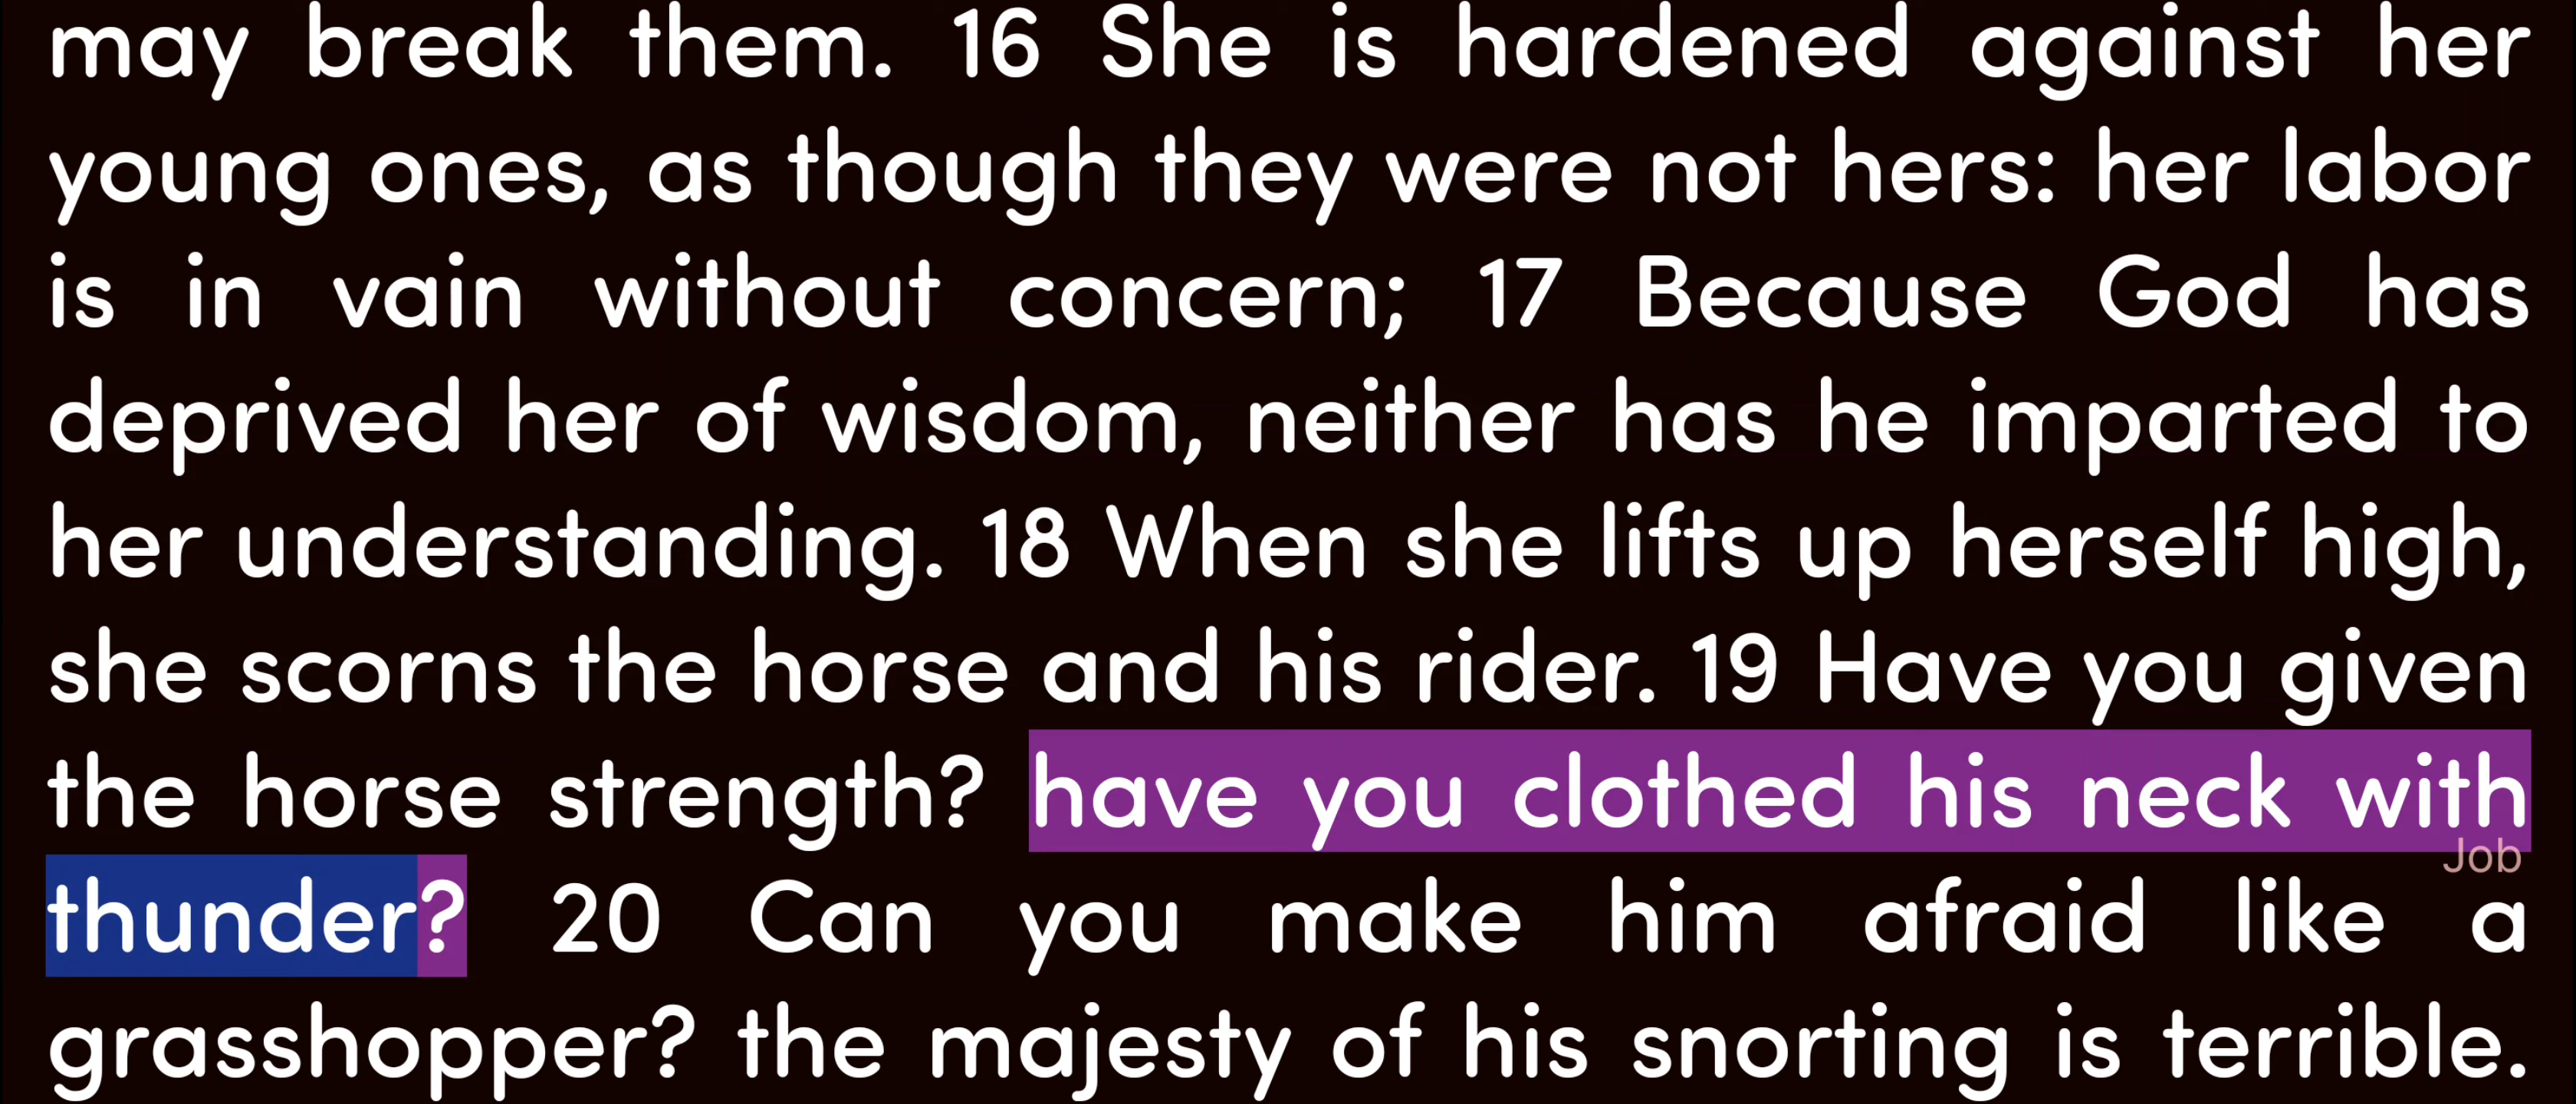 may break them. 16 She is hardened against her
young ones, as though they were not hers: her labor
is in vain without concern; 17 Because God has
deprived her of wisdom, neither has he imparted to
her understanding. 18 When she lifts up herself high,
she scorns the horse and his rider. 19 Have you given
the horse strength? have you clothed his neck with
Job
thunder? 20 Can you make him afraid like a
grasshopper? the majesty of his snorting is terrible.